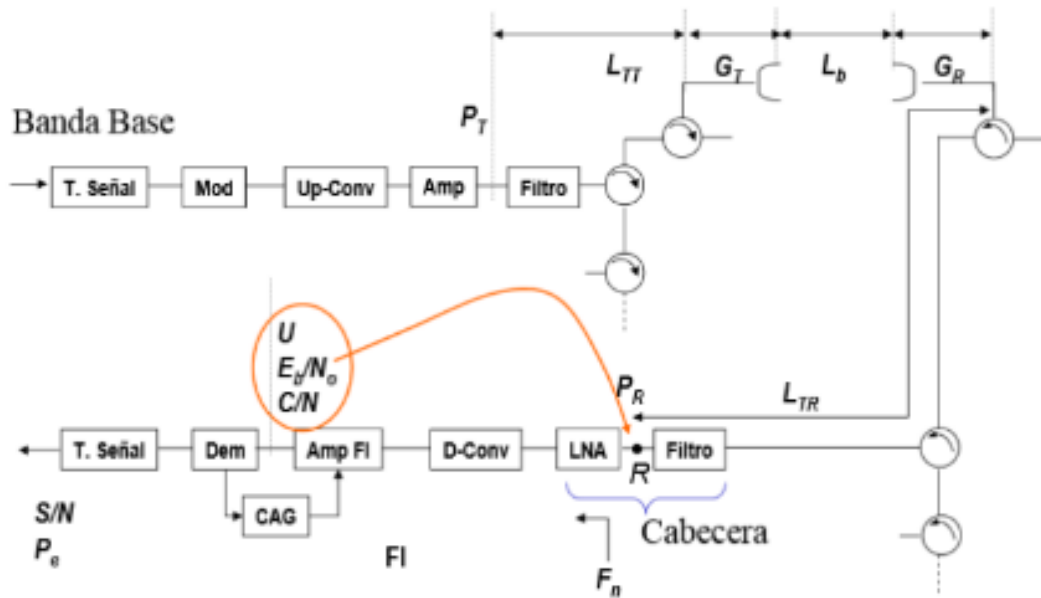 L_TT
G_T
L_b
G_R
P_T
Banda Base
T. Señal
Mod
Up-Conv
Amp
Filtro
U
E_b/N_o
C/N
P_R
L_TR
T. Señal
Dem
Amp FI
D-Conv
LNA
R
Filtro
CAG
Cabecera
S/N
P_e
FI
F_n